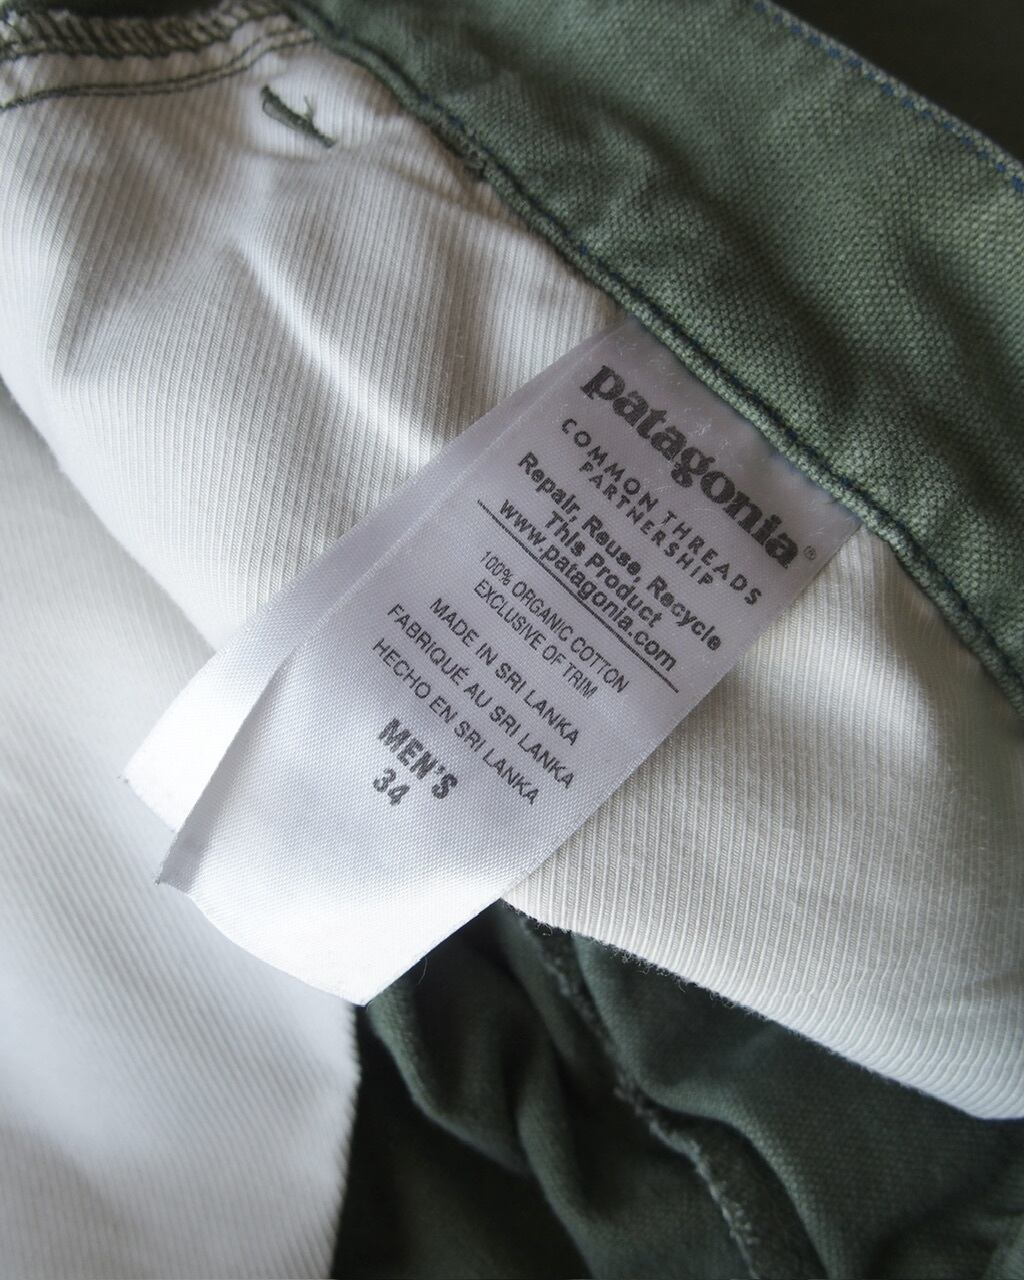 patagonia®
COMMON THREADS
PARTNERSHIP
Repair, Reuse, Recycle
This Product
www.patagonia.com
100% ORGANIC COTTON
EXCLUSIVE OF TRIM
MADE IN SRI LANKA
FABRIQUÉ AU SRI LANKA
HECHO EN SRI LANKA
MEN'S
34